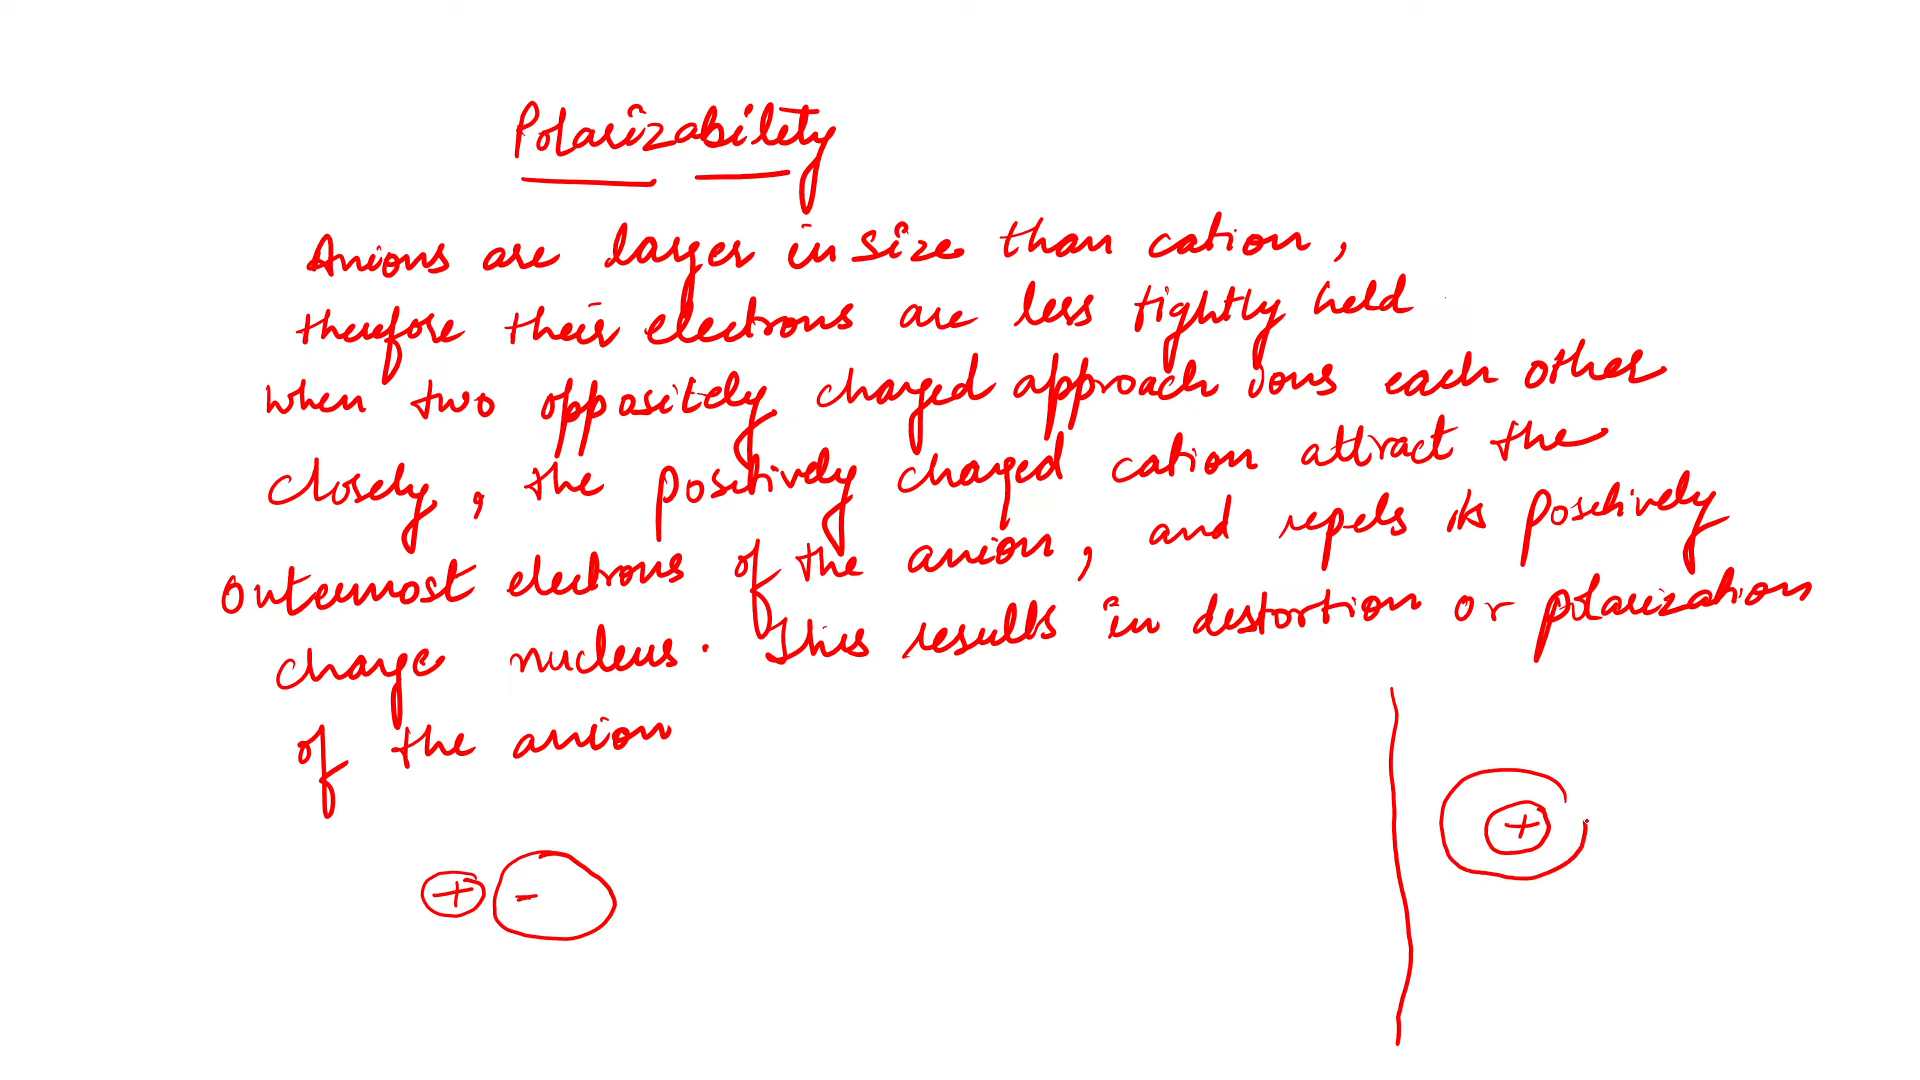 Polarizability
Anions are larger in size than cation,
therefore their electrons are less tightly held
when two oppositely charged approach ions each other
closely, the positively charged cation attract the
outermost electrons of the anion, and repels its positively
charge nucleus. This results in distortion or polarization
of the anion
+ -
+